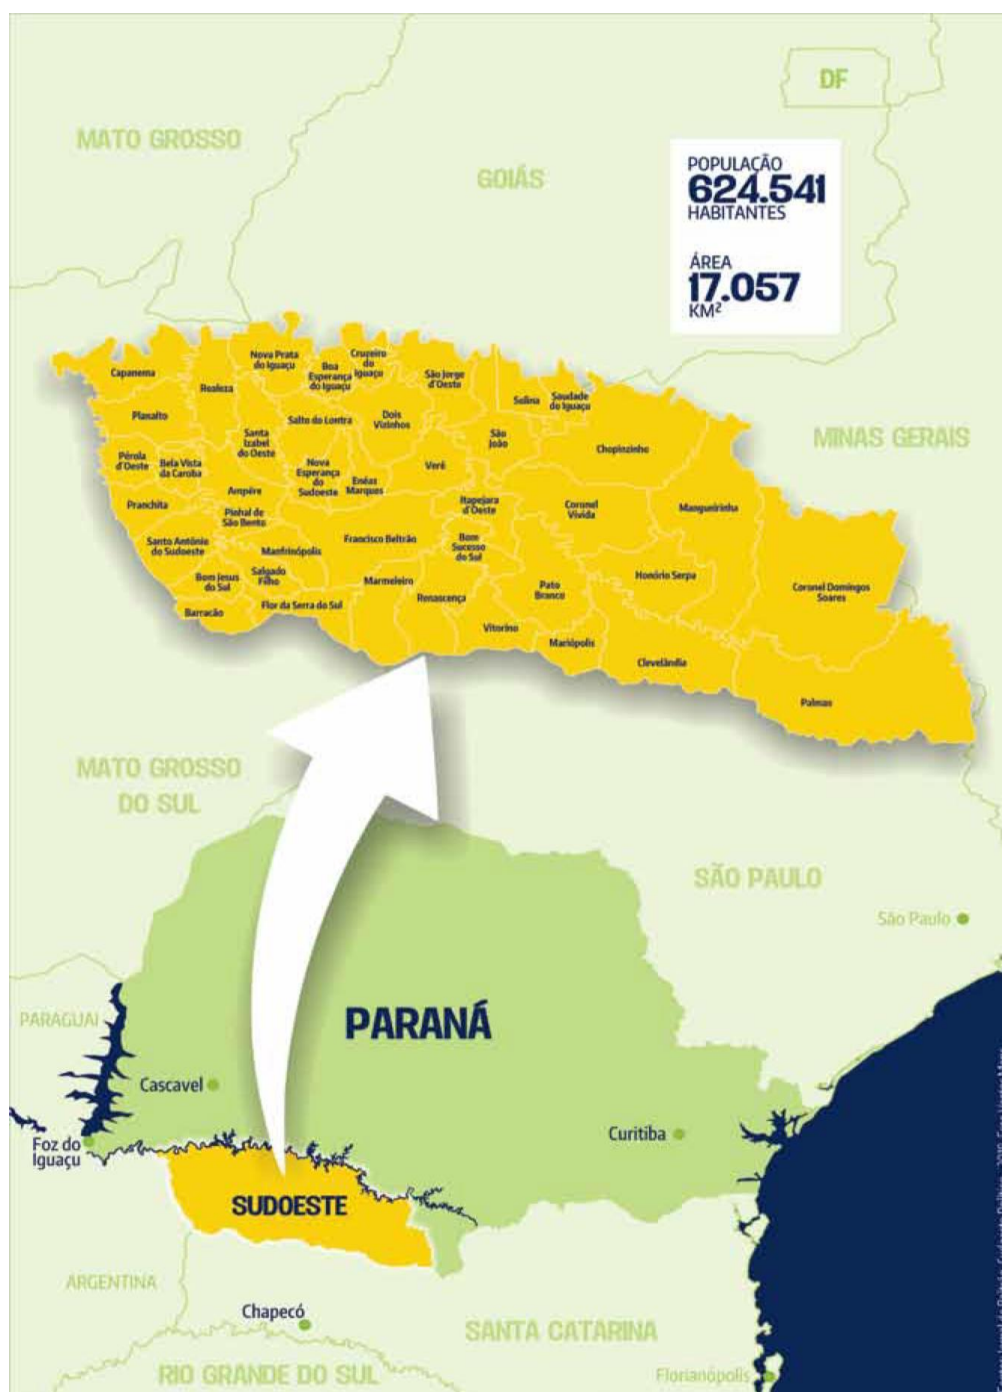 DF
MATO GROSSO
GOIÁS
POPULAÇÃO
624.541
HABITANTES
ÁREA
17.057
KM²
MINAS GERAIS
Capanema
Realeza
Nova Prata
do Iguaçu
Boa
Esperança
do Iguaçu
Cruzeiro
do
Iguaçu
São Jorge
d'Oeste
Sulina
Saudade
do Iguaçu
Planalto
Salto do Lontra
Dois
Vizinhos
São
João
Chopinzinho
Pérola
d'Oeste
Bela Vista
da Caroba
Santa
Izabel
do Oeste
Nova
Esperança
do
Sudoeste
Enéas
Marques
Verê
Ampére
Pranchita
Pinhal de
São Bento
Itapejara
d'Oeste
Coronel
Vivida
Mangueirinha
Santo Antônio
do Sudoeste
Manfrinópolis
Francisco Beltrão
Bom
Sucesso
do Sul
Bom Jesus
do Sul
Salgado
Filho
Marmeleiro
Renascença
Pato
Branco
Honório Serpa
Coronel Domingos
Soares
Barracão
Flor da Serra do Sul
Vitorino
Mariópolis
Clevelândia
Palmas
MATO GROSSO
DO SUL
SÃO PAULO
São Paulo
PARANÁ
PARAGUAI
Cascavel
Foz do
Iguaçu
Curitiba
SUDOESTE
ARGENTINA
Chapecó
SANTA CATARINA
RIO GRANDE DO SUL
Florianópolis